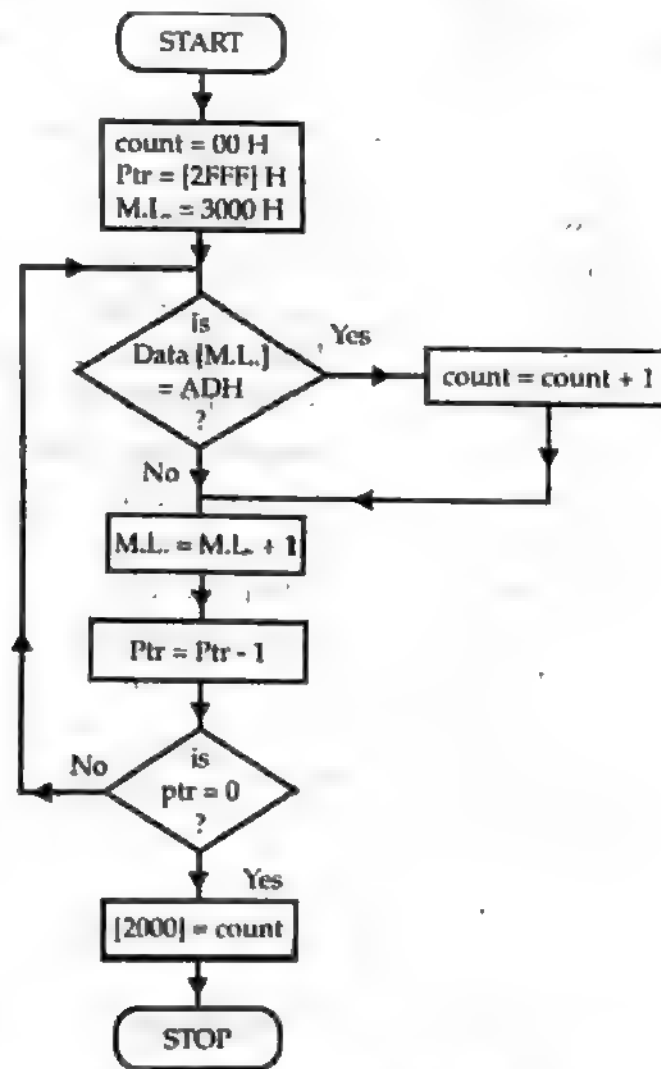 START
count = 00 H
Ptr = [2FFF] H
M.L. = 3000 H
is
Data [M.L.]
= ADH
?
Yes
count = count + 1
No
M.L. = M.L. + 1
Ptr = Ptr - 1
is
ptr = 0
?
No
Yes
[2000] = count
STOP